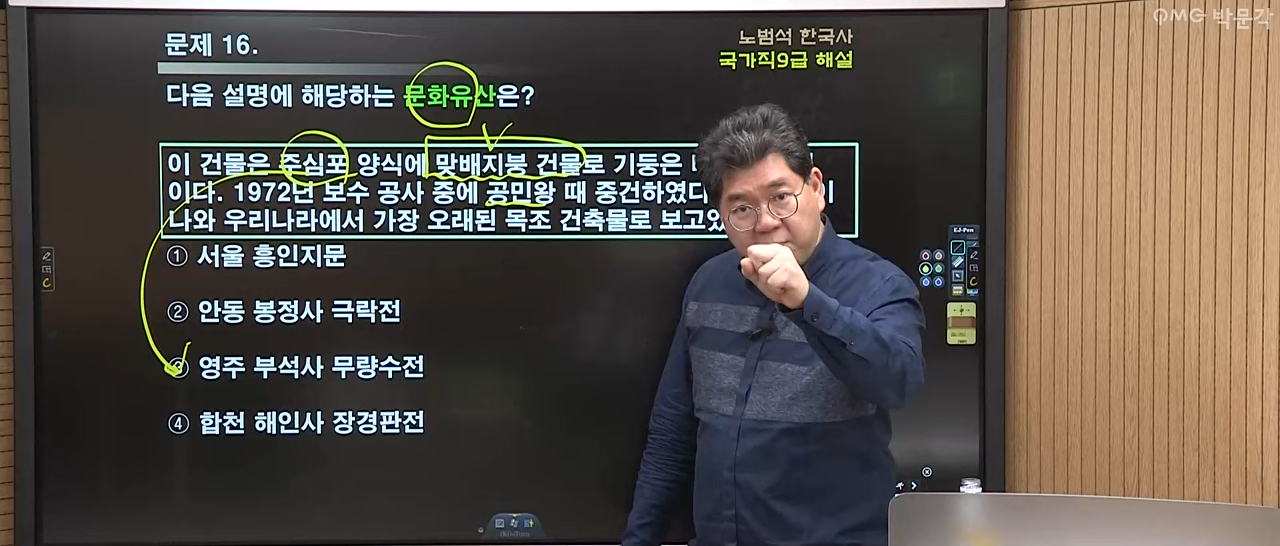 OMG 박문각
문제 16.
노범석 한국사
국가직9급 해설
다음 설명에 해당하는 문화유산은?
이 건물은 주심포 양식에 맞배지붕 건물로 기둥은
이다. 1972년 보수 공사 중에 공민왕 때 중건하였다
나와 우리나라에서 가장 오래된 목조 건축물로 보고
① 서울 흥인지문
② 안동 봉정사 극락전
③ 영주 부석사 무량수전
④ 합천 해인사 장경판전
EJ-Pen